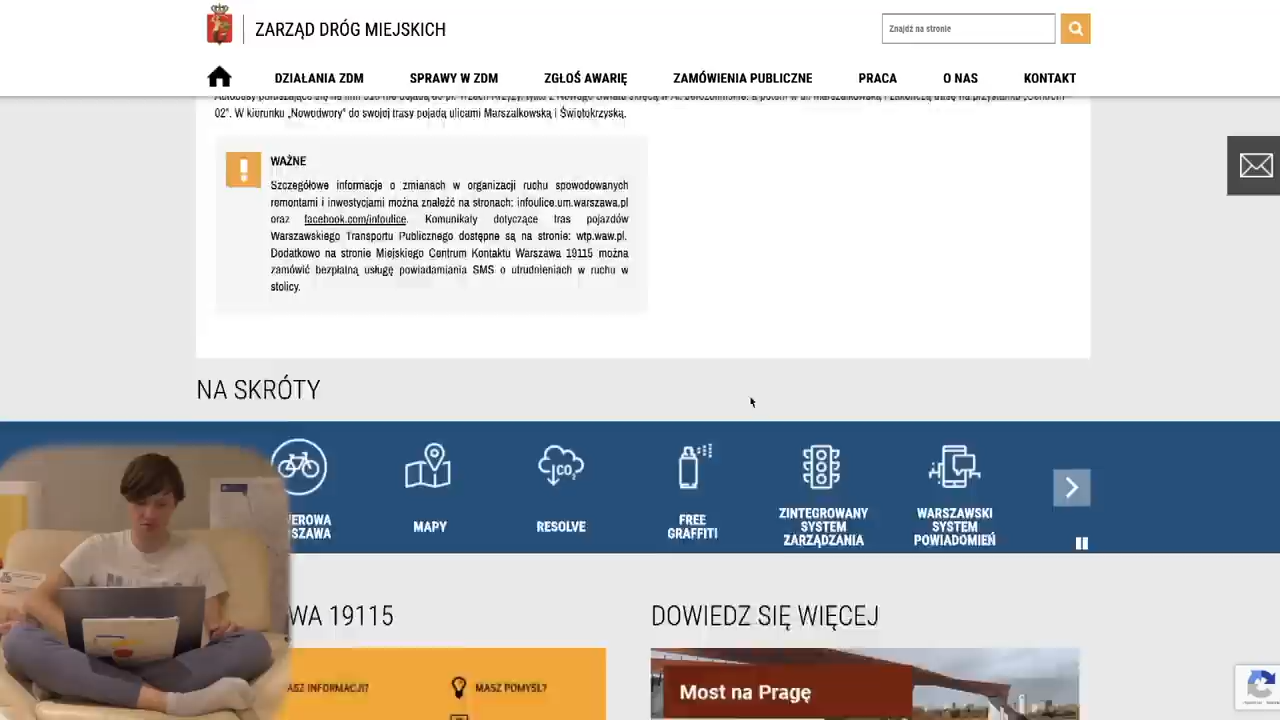 ZARZĄD DRÓG MIEJSKICH
Znajdź na stronie
DZIAŁANIA ZDM
SPRAWY W ZDM
ZGŁOŚ AWARIĘ
ZAMÓWIENIA PUBLICZNE
PRACA
O NAS
KONTAKT
02". W kierunku „Nowodwory" do swojej trasy pojadą ulicami Marszałkowską i Świętokrzyską.
WAŻNE
Szczegółowe informacje o zmianach w organizacji ruchu spowodowanych
remontami i inwestycjami można znaleźć na stronach: infoulice.um.warszawa.pl
oraz facebook.com/infoulice. Komunikaty dotyczące tras pojazdów
Warszawskiego Transportu Publicznego dostępne są na stronie: wtp.waw.pl.
Dodatkowo na stronie Miejskiego Centrum Kontaktu Warszawa 19115 można
zamówić bezpłatną usługę powiadamiania SMS o utrudnieniach w ruchu w
stolicy.
NA SKRÓTY
MAPY
CO2
RESOLVE
FREE
GRAFFITI
ZINTEGROWANY
SYSTEM
ZARZĄDZANIA
WARSZAWSKI
SYSTEM
POWIADOMIEŃ
WA 19115
DOWIEDZ SIĘ WIĘCEJ
ASZ INFORMACJI?
MASZ POMYSŁ?
Most na Pragę